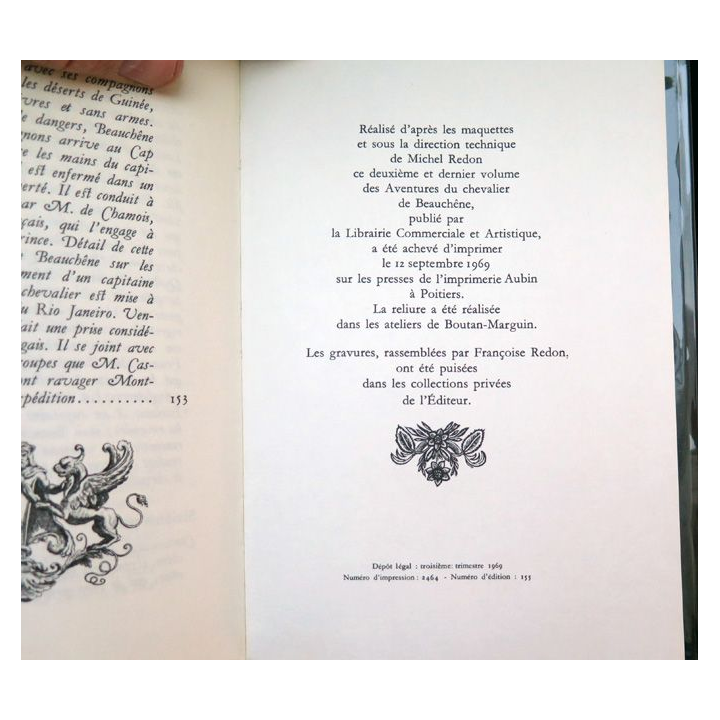 avec ses compagnons
les déserts de Guinée,
vres et sans armes.
dangers, Beauchêne
nons arrive au Cap
e les mains du capi-
est enfermé dans un
erté. Il est conduit à
ar M. de Chamois,
çais, qui l'engage à
rince. Détail de cette
Beauchêne sur les
ment d'un capitaine
chevalier est mise à
u Rio Janeiro. Ven-
ait une prise considé-
gais. Il se joint avec
oupes que M. Cas-
nt ravager Mont-
pédition.......... 153
Réalisé d'après les maquettes
et sous la direction technique
de Michel Redon
ce deuxième et dernier volume
des Aventures du chevalier
de Beauchêne,
publié par
la Librairie Commerciale et Artistique,
a été achevé d'imprimer
le 12 septembre 1969
sur les presses de l'imprimerie Aubin
à Poitiers.
La reliure a été réalisée
dans les ateliers de Boutan-Marguin.
Les gravures, rassemblées par Françoise Redon,
ont été puisées
dans les collections privées
de l'Éditeur.
Dépôt légal : troisième trimestre 1969
Numéro d'impression : 2464 - Numéro d'édition : 155